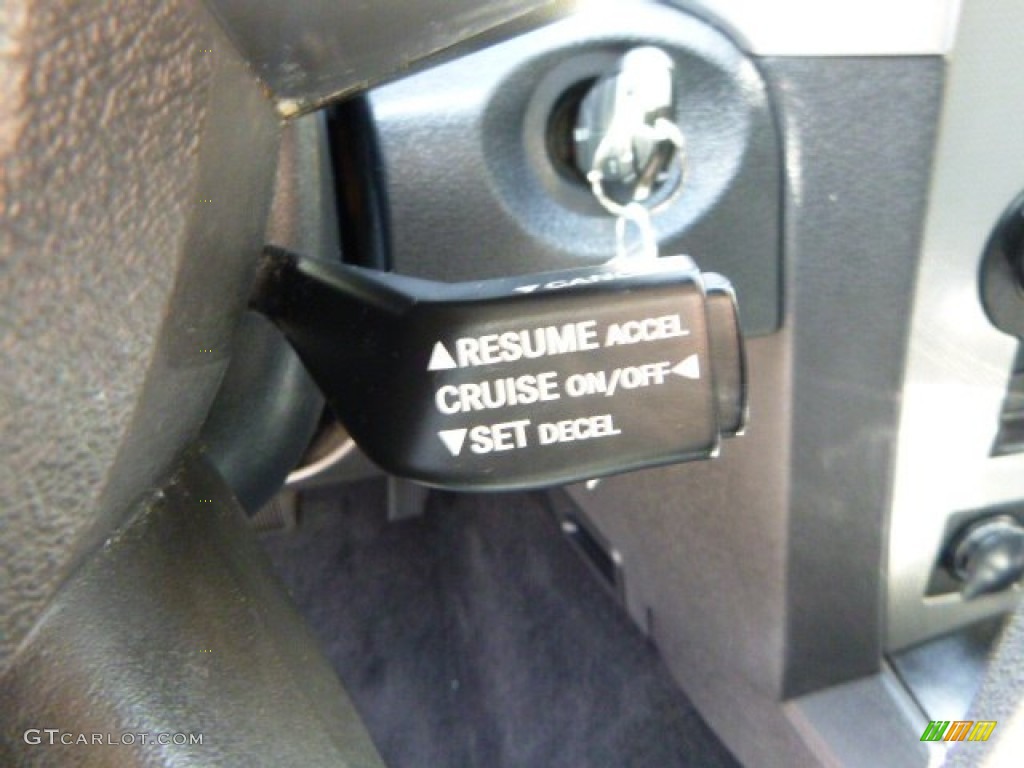 ▲RESUME ACCEL
CRUISE ON/OFF◀
▼SET DECEL
GTCARLOT.COM